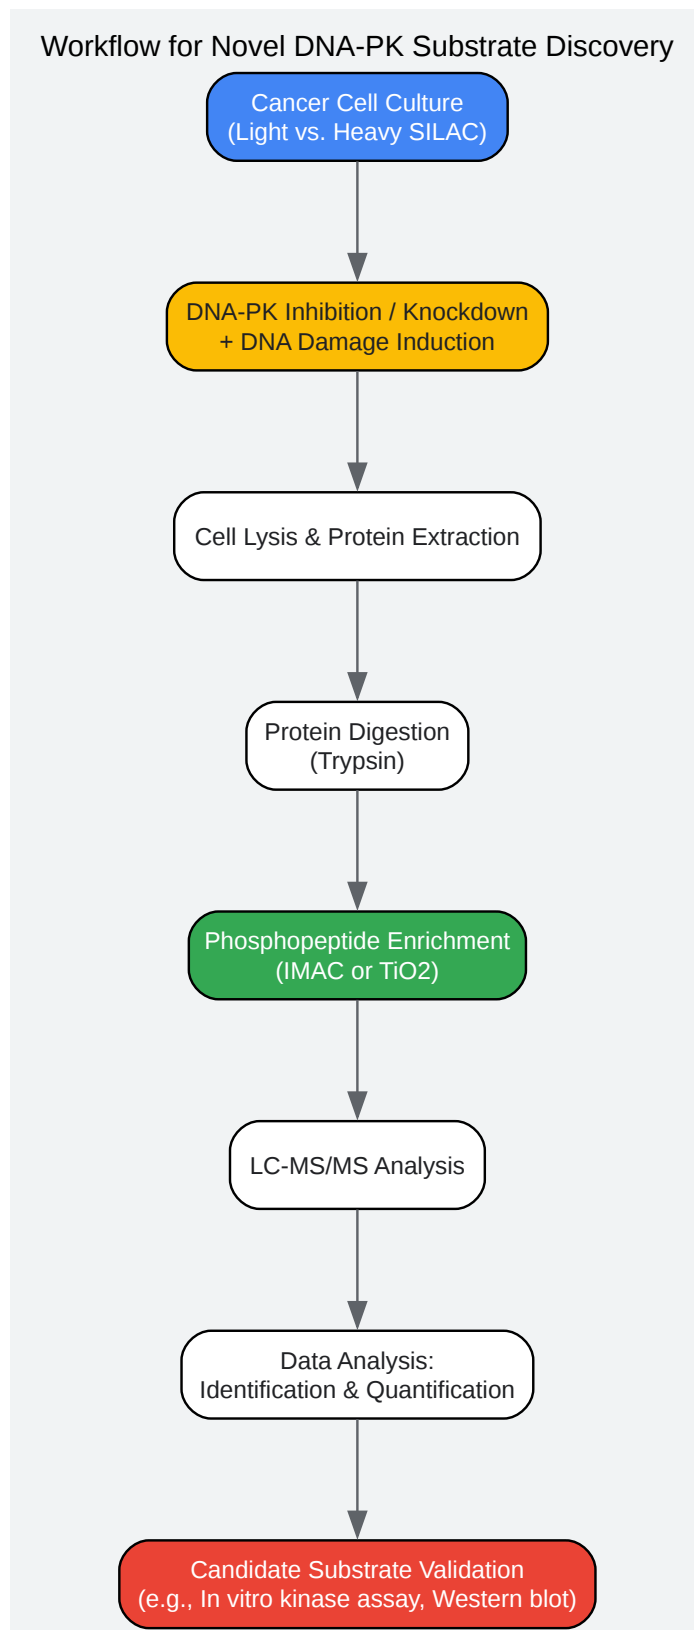 Workflow for Novel DNA-PK Substrate Discovery
Cancer Cell Culture
(Light vs. Heavy SILAC)
DNA-PK Inhibition / Knockdown
+ DNA Damage Induction
Cell Lysis & Protein Extraction
Protein Digestion
(Trypsin)
Phosphopeptide Enrichment
(IMAC or TiO2)
LC-MS/MS Analysis
Data Analysis:
Identification & Quantification
Candidate Substrate Validation
(e.g., In vitro kinase assay, Western blot)